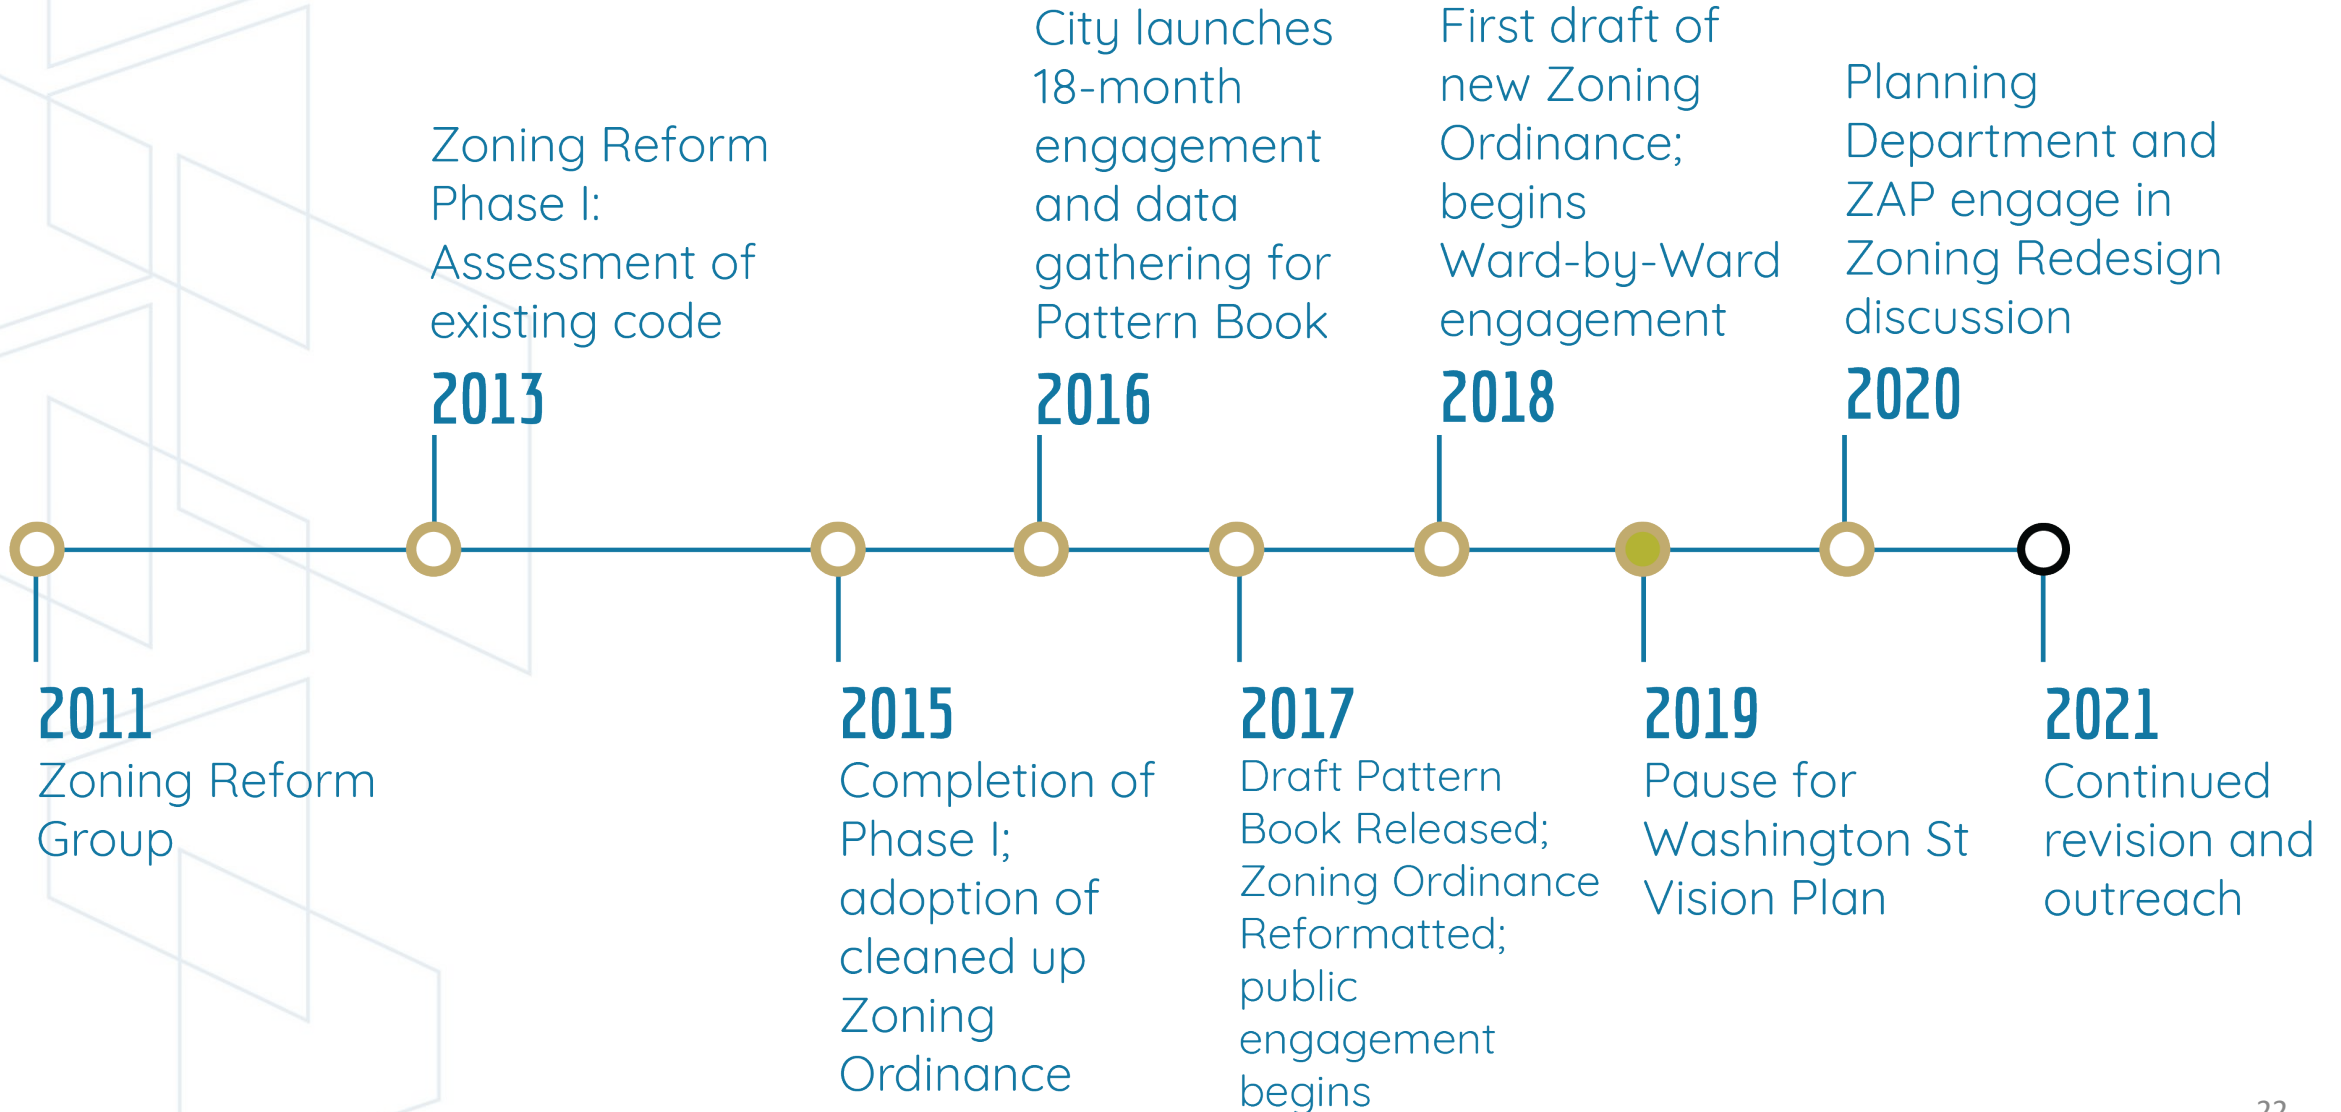 Zoning Reform
Phase I:
Assessment of
existing code
2013
City launches
18-month
engagement
and data
gathering for
Pattern Book
2016
First draft of
new Zoning
Ordinance;
begins
Ward-by-Ward
engagement
2018
Planning
Department and
ZAP engage in
Zoning Redesign
discussion
2020
2011
Zoning Reform
Group
2015
Completion of
Phase I;
adoption of
cleaned up
Zoning
Ordinance
2017
Draft Pattern
Book Released;
Zoning Ordinance
Reformatted;
public
engagement
begins
2019
Pause for
Washington St
Vision Plan
2021
Continued
revision and
outreach